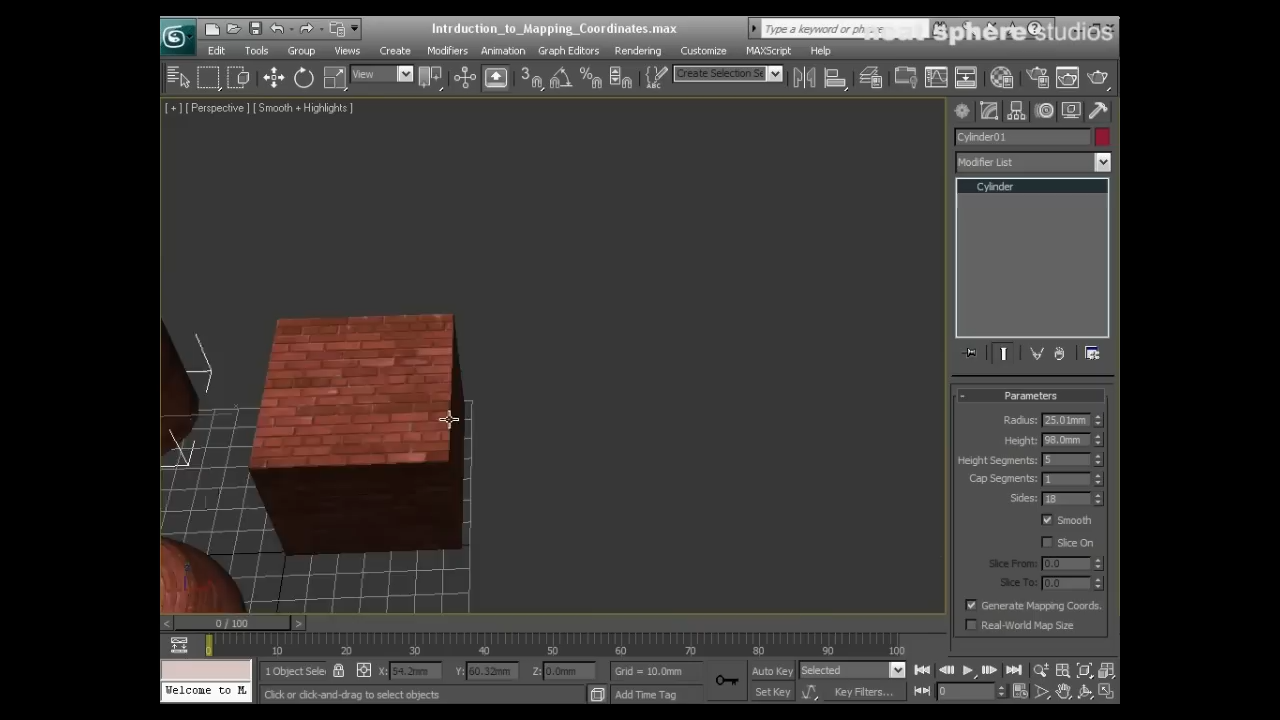 Intrduction_to_Mapping_Coordinates.max
Type a keyword or phrase
sphere studios
Edit Tools Group Views Create Modifiers Animation Graph Editors Rendering Customize MAXScript Help
View
3
%
ABC
Create Selection Se
[ + ] [ Perspective ] [ Smooth + Highlights ]
Cylinder01
Modifier List
Cylinder
- Parameters
Radius: 25.01mm
Height: 98.0mm
Height Segments: 5
Cap Segments: 1
Sides: 18
Smooth
Slice On
Slice From: 0.0
Slice To: 0.0
Generate Mapping Coords.
Real-World Map Size
< 0 / 100 >
0 10 20 30 40 50 60 70 80 90 100
1 Object Sele X: 54.2mm Y: 60.32mm Z: 0.0mm Grid = 10.0mm Auto Key Selected
Welcome to M
Click or click-and-drag to select objects Add Time Tag Set Key Key Filters... 0